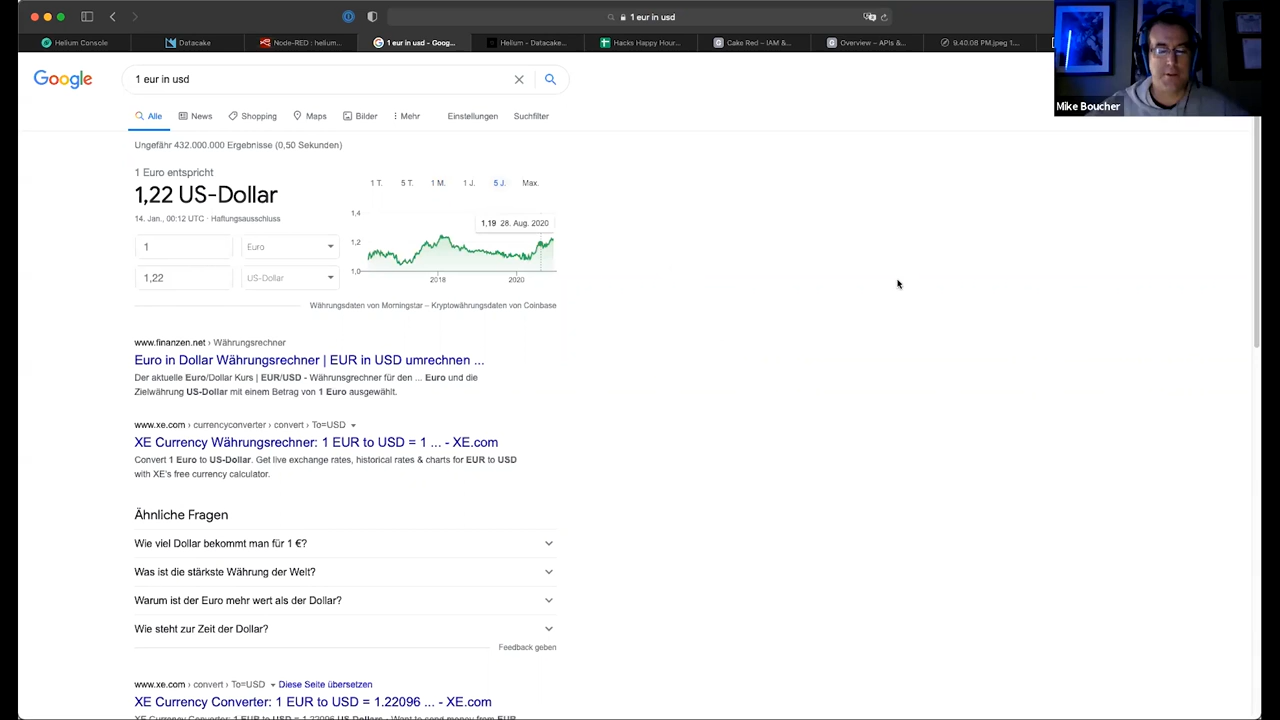 1 eur in usd
Helium Console
Datacake
Node-RED : helium...
1 eur in usd - Goog...
Helium - Datacake...
Hacks Happy Hour...
Cake Red – IAM &...
Overview – APIs &...
9.40.08 PM.jpeg 1...
Mike Boucher
Google
1 eur in usd
Alle
News
Shopping
Maps
Bilder
Mehr
Einstellungen
Suchfilter
Ungefähr 432.000.000 Ergebnisse (0,50 Sekunden)
1 Euro entspricht
1,22 US-Dollar
14. Jan., 00:12 UTC · Haftungsausschluss
1 Euro
1,22 US-Dollar
1 T. 5 T. 1 M. 1 J. 5 J. Max.
1,19 28. Aug. 2020
1,4
1,2
1,0
2018 2020
Währungsdaten von Morningstar – Kryptowährungsdaten von Coinbase
www.finanzen.net › Währungsrechner
Euro in Dollar Währungsrechner | EUR in USD umrechnen ...
Der aktuelle Euro/Dollar Kurs | EUR/USD - Währungsrechner für den ... Euro und die
Zielwährung US-Dollar mit einem Betrag von 1 Euro ausgewählt.
www.xe.com › currencyconverter › convert › To=USD
XE Currency Währungsrechner: 1 EUR to USD = 1 ... - XE.com
Convert 1 Euro to US-Dollar. Get live exchange rates, historical rates & charts for EUR to USD
with XE's free currency calculator.
Ähnliche Fragen
Wie viel Dollar bekommt man für 1 €?
Was ist die stärkste Währung der Welt?
Warum ist der Euro mehr wert als der Dollar?
Wie steht zur Zeit der Dollar?
Feedback geben
www.xe.com › convert › To=USD Diese Seite übersetzen
XE Currency Converter: 1 EUR to USD = 1.22096 ... - XE.com